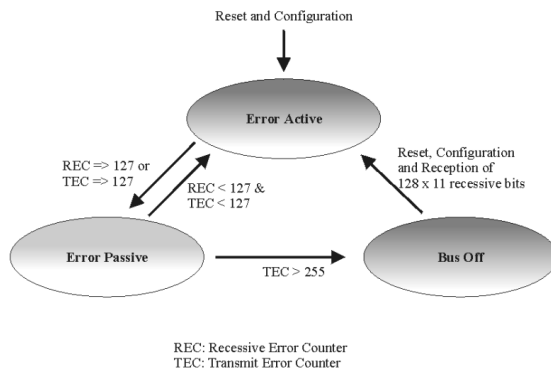 Reset and Configuration
Error Active
REC => 127 or
TEC => 127
REC < 127 &
TEC < 127
Reset, Configuration
and Reception of
128 x 11 recessive bits
Error Passive
TEC > 255
Bus Off
REC: Recessive Error Counter
TEC: Transmit Error Counter